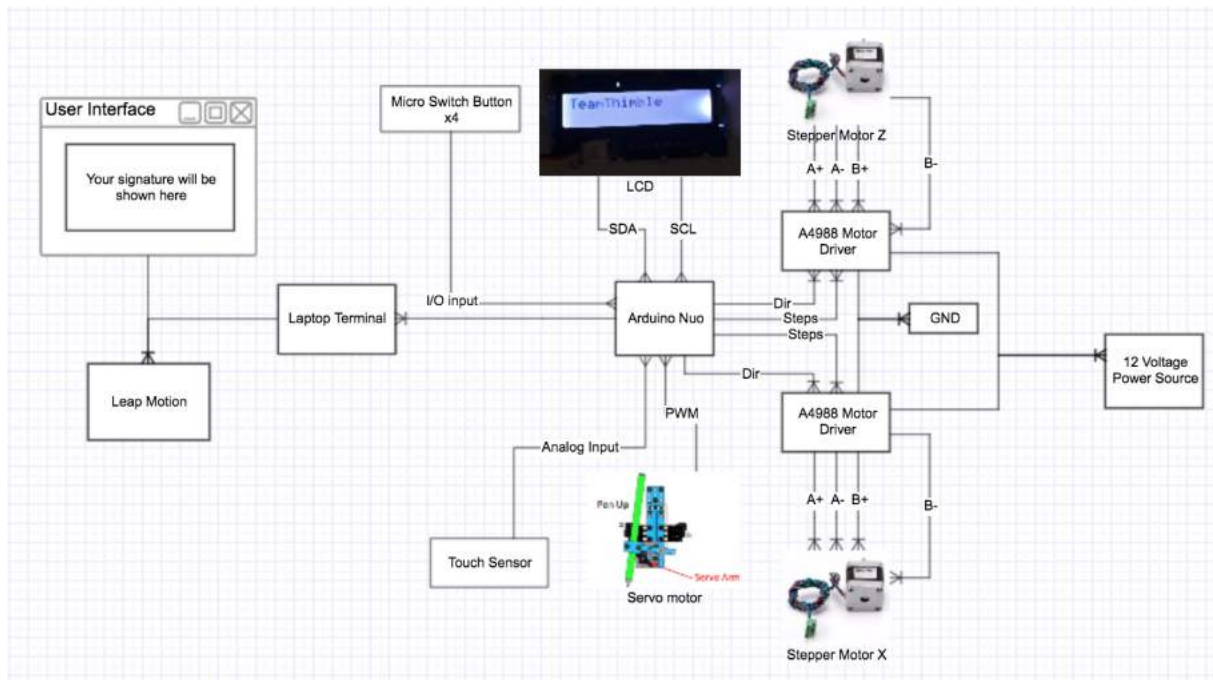 User Interface
Your signature will be
shown here
Micro Switch Button
x4
TeamThimble
LCD
SDA
SCL
Stepper Motor Z
A+
A-
B+
B-
A4988 Motor
Driver
I/O input
Laptop Terminal
Arduino Nuo
Dir
Steps
Steps
Dir
GND
12 Voltage
Power Source
Leap Motion
A4988 Motor
Driver
PWM
Analog Input
A+
A-
B+
B-
Pen Up
Servo Arm
Touch Sensor
Servo motor
Stepper Motor X